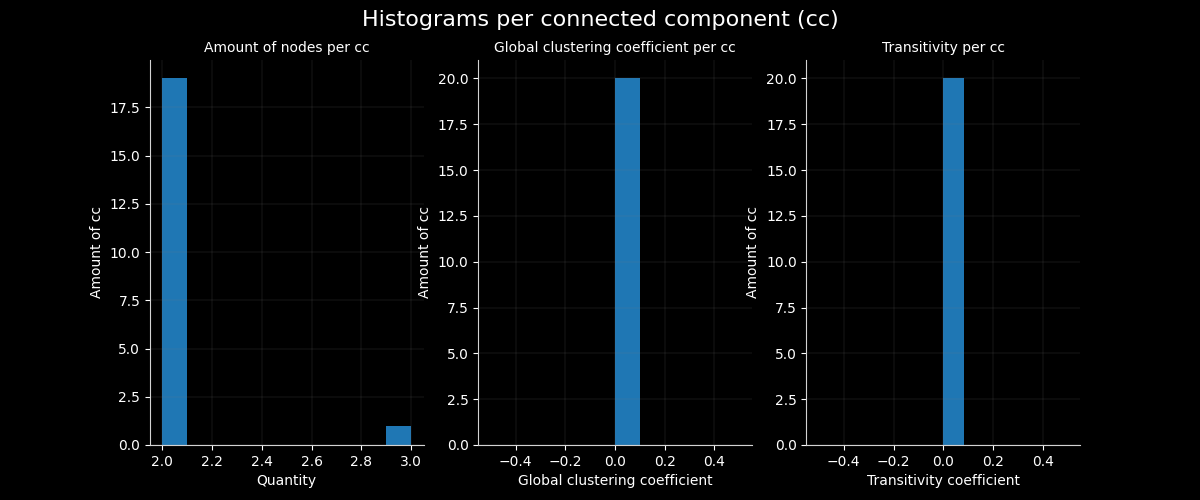 Histograms per connected component (cc)
Amount of nodes per cc
Amount of cc
17.5
15.0
12.5
10.0
7.5
5.0
2.5
0.0
2.0 2.2 2.4 2.6 2.8 3.0
Quantity
Global clustering coefficient per cc
Amount of cc
20.0
17.5
15.0
12.5
10.0
7.5
5.0
2.5
0.0
−0.4 −0.2 0.0 0.2 0.4
Global clustering coefficient
Transitivity per cc
Amount of cc
20.0
17.5
15.0
12.5
10.0
7.5
5.0
2.5
0.0
−0.4 −0.2 0.0 0.2 0.4
Transitivity coefficient